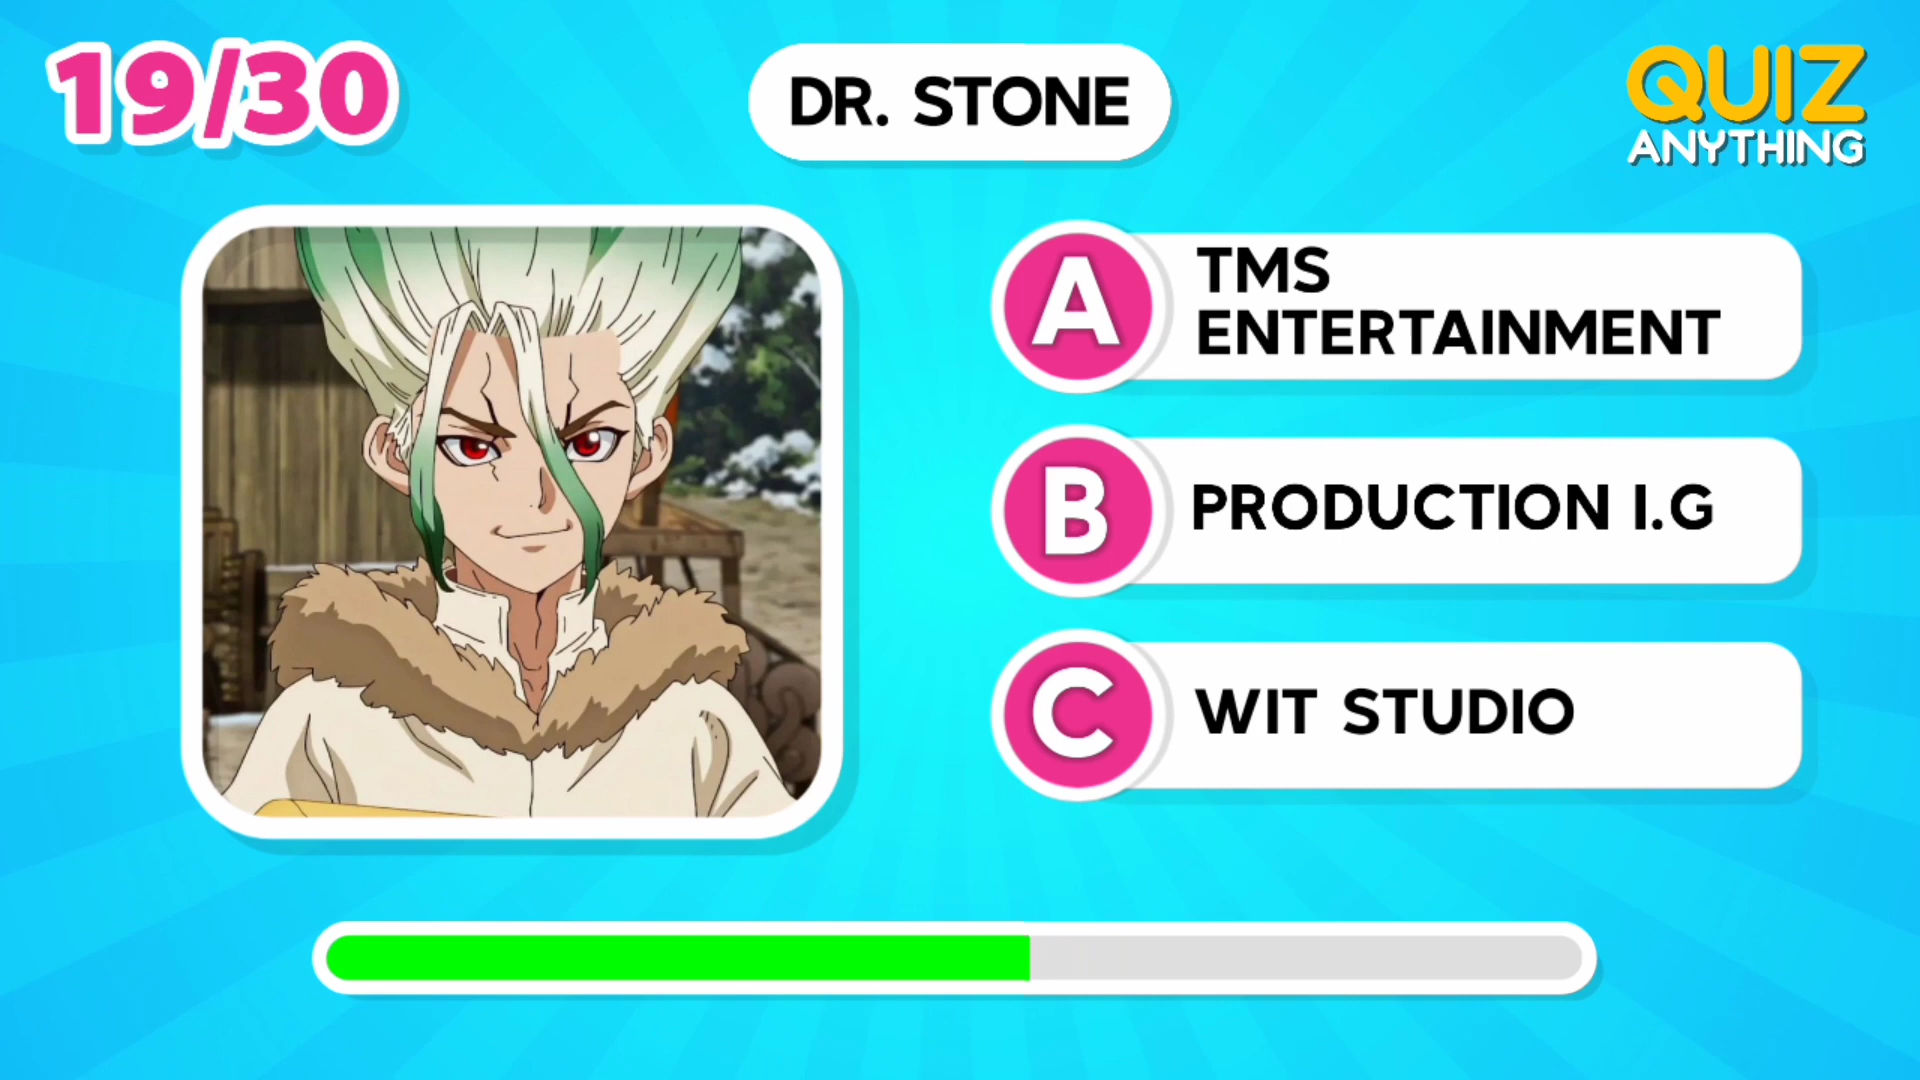 19/30
DR. STONE
QUIZ
ANYTHING
A
TMS
ENTERTAINMENT
B
PRODUCTION I.G
C
WIT STUDIO